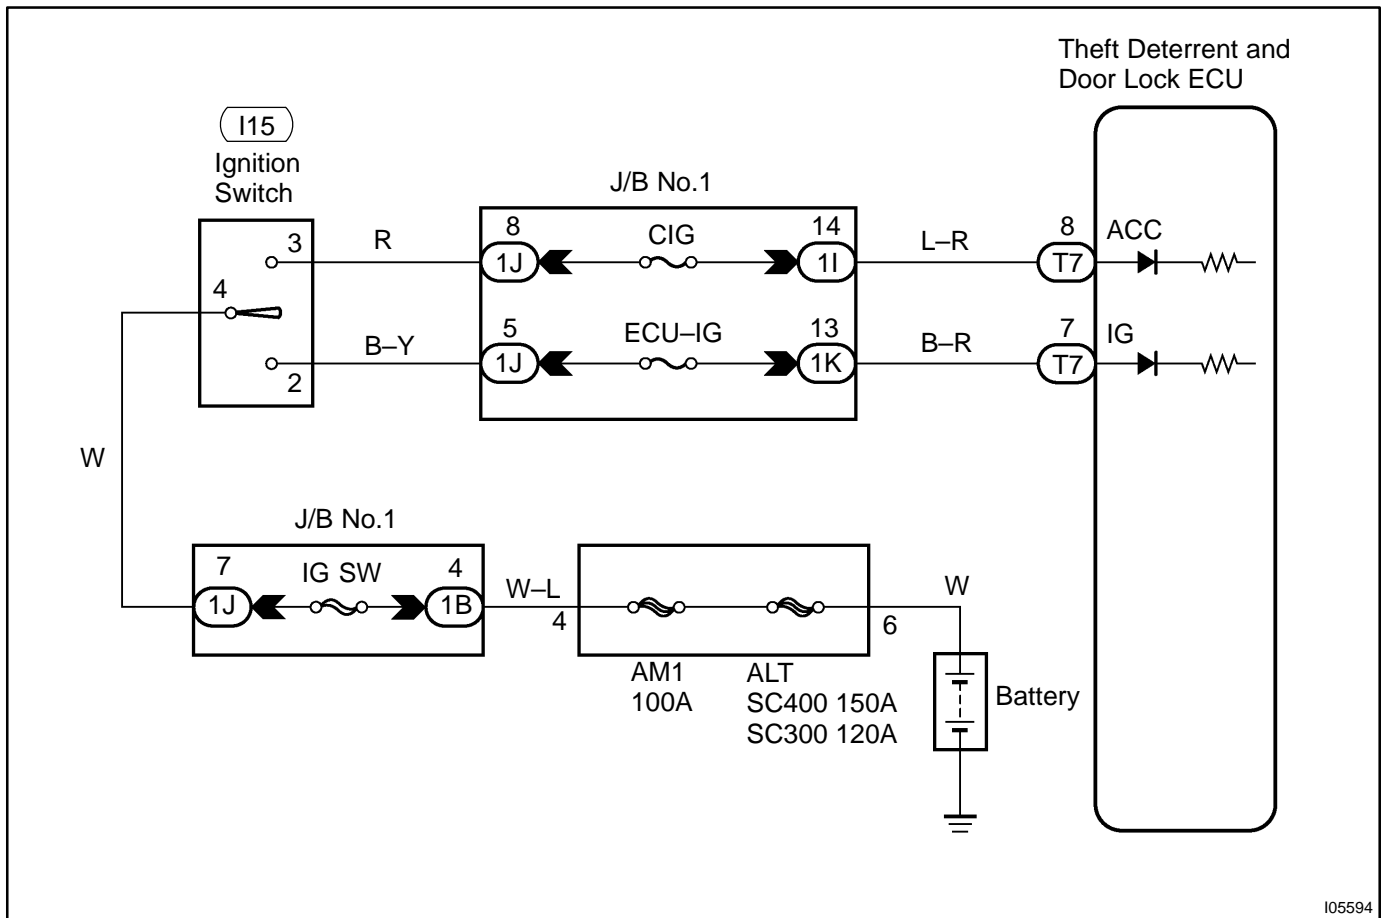 Theft Deterrent and
Door Lock ECU
I15
Ignition
Switch
J/B No.1
3
R
8
1J
CIG
14
1I
L–R
8
T7
ACC
4
B–Y
5
1J
ECU–IG
13
1K
B–R
7
T7
IG
2
W
J/B No.1
7
1J
IG SW
4
1B
W–L
4
6
W
AM1
100A
ALT
SC400 150A
SC300 120A
Battery
I05594